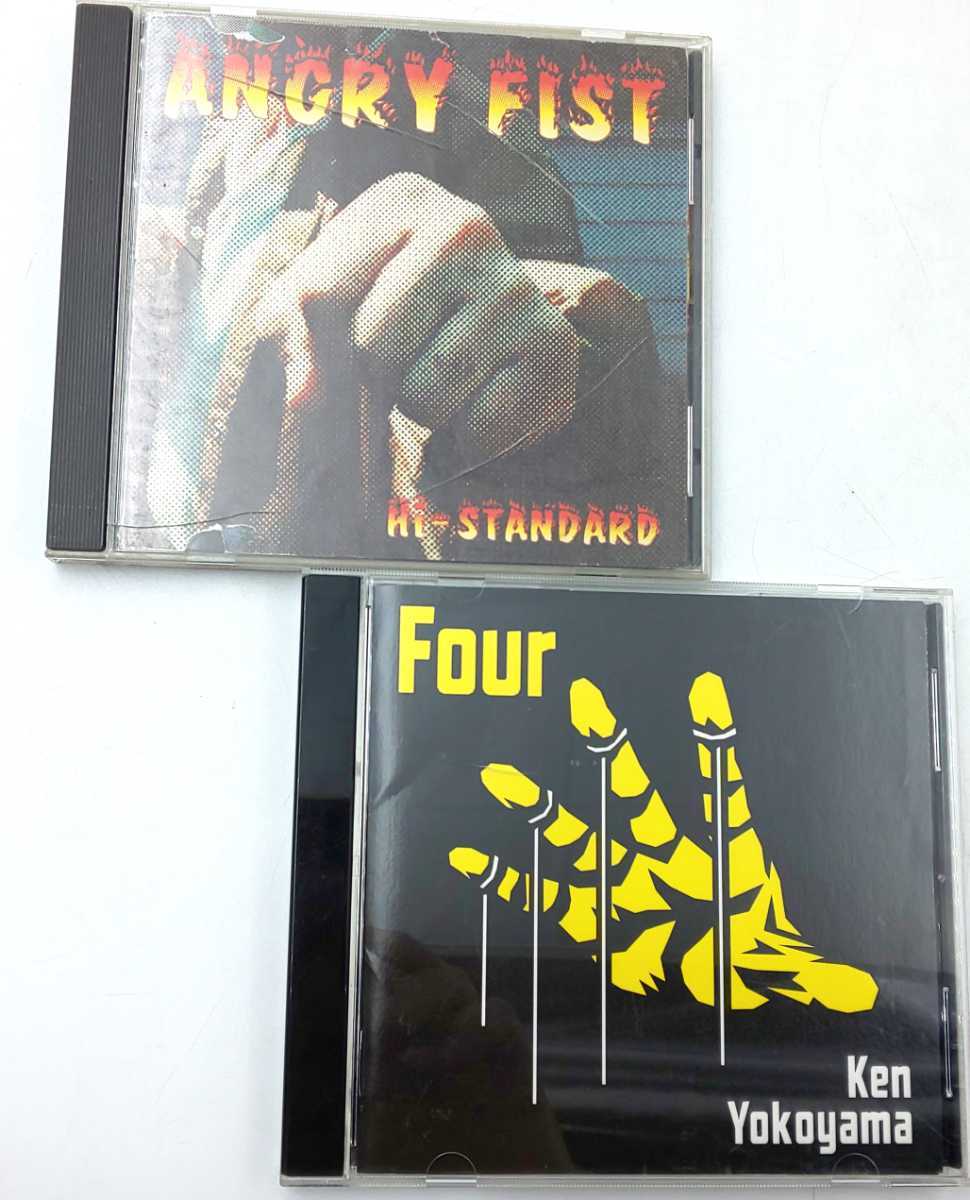 ANGRY FIST
Hi-STANDARD
Four
Ken
Yokoyama